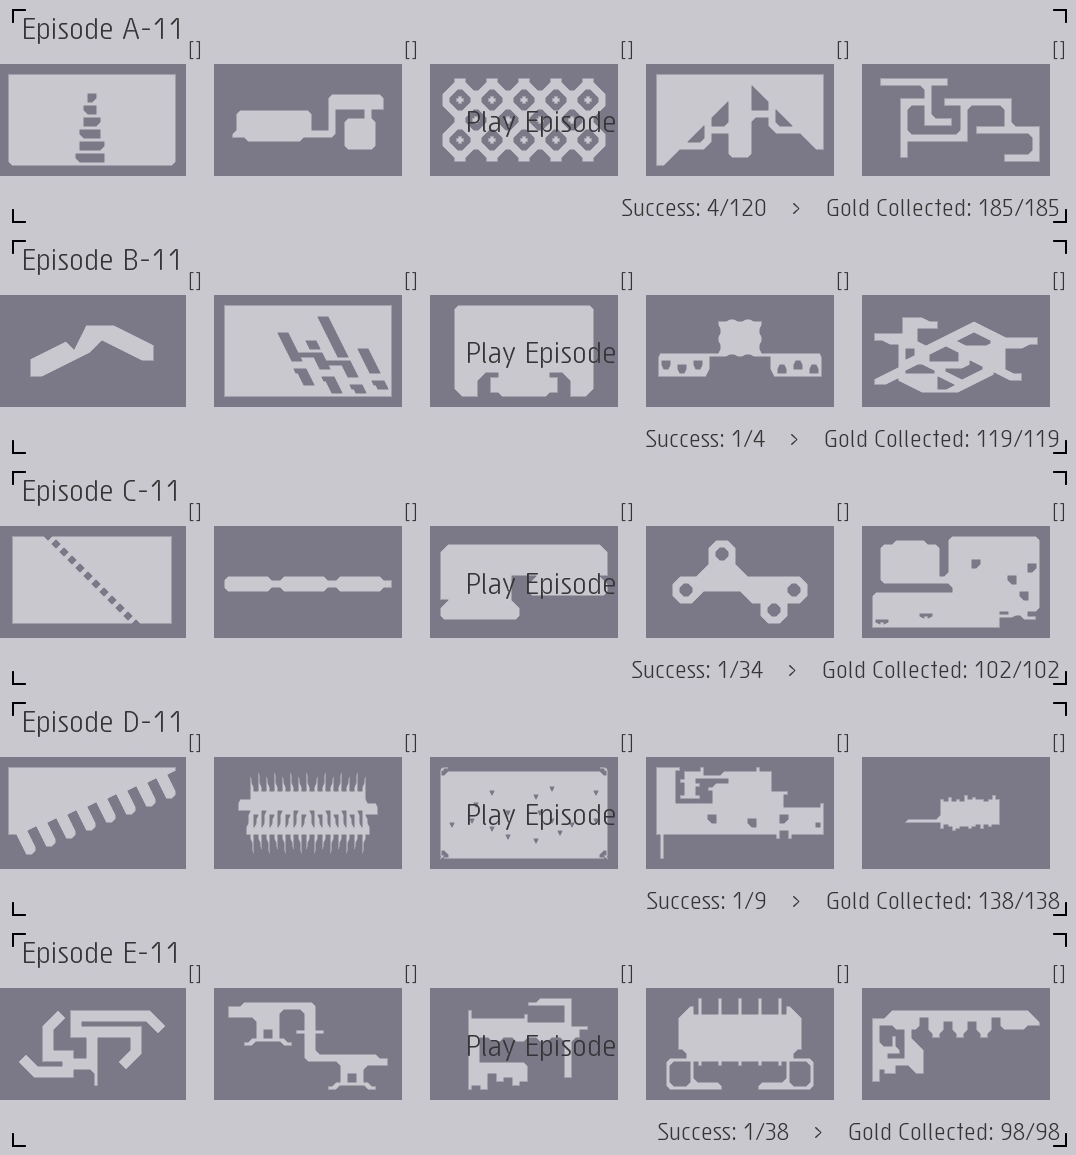 Episode A-11
[] [] [] [] []
Play Episode
Success: 4/120 > Gold Collected: 185/185
Episode B-11
[] [] [] [] []
Play Episode
Success: 1/4 > Gold Collected: 119/119
Episode C-11
[] [] [] [] []
Play Episode
Success: 1/34 > Gold Collected: 102/102
Episode D-11
[] [] [] [] []
Play Episode
Success: 1/9 > Gold Collected: 138/138
Episode E-11
[] [] [] [] []
Play Episode
Success: 1/38 > Gold Collected: 98/98